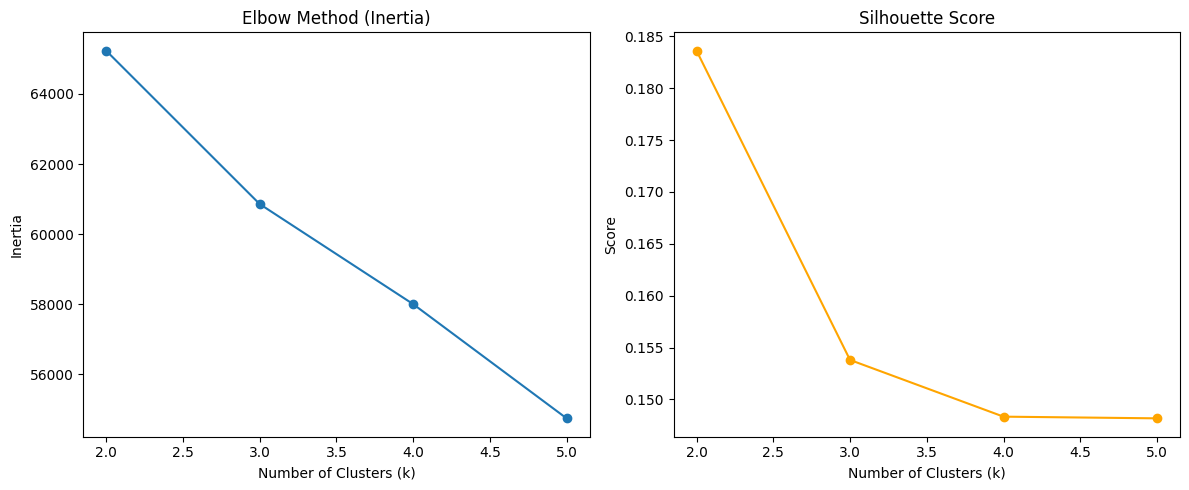 Elbow Method (Inertia)
Inertia
64000
62000
60000
58000
56000
2.0 2.5 3.0 3.5 4.0 4.5 5.0
Number of Clusters (k)
Silhouette Score
Score
0.185
0.180
0.175
0.170
0.165
0.160
0.155
0.150
2.0 2.5 3.0 3.5 4.0 4.5 5.0
Number of Clusters (k)